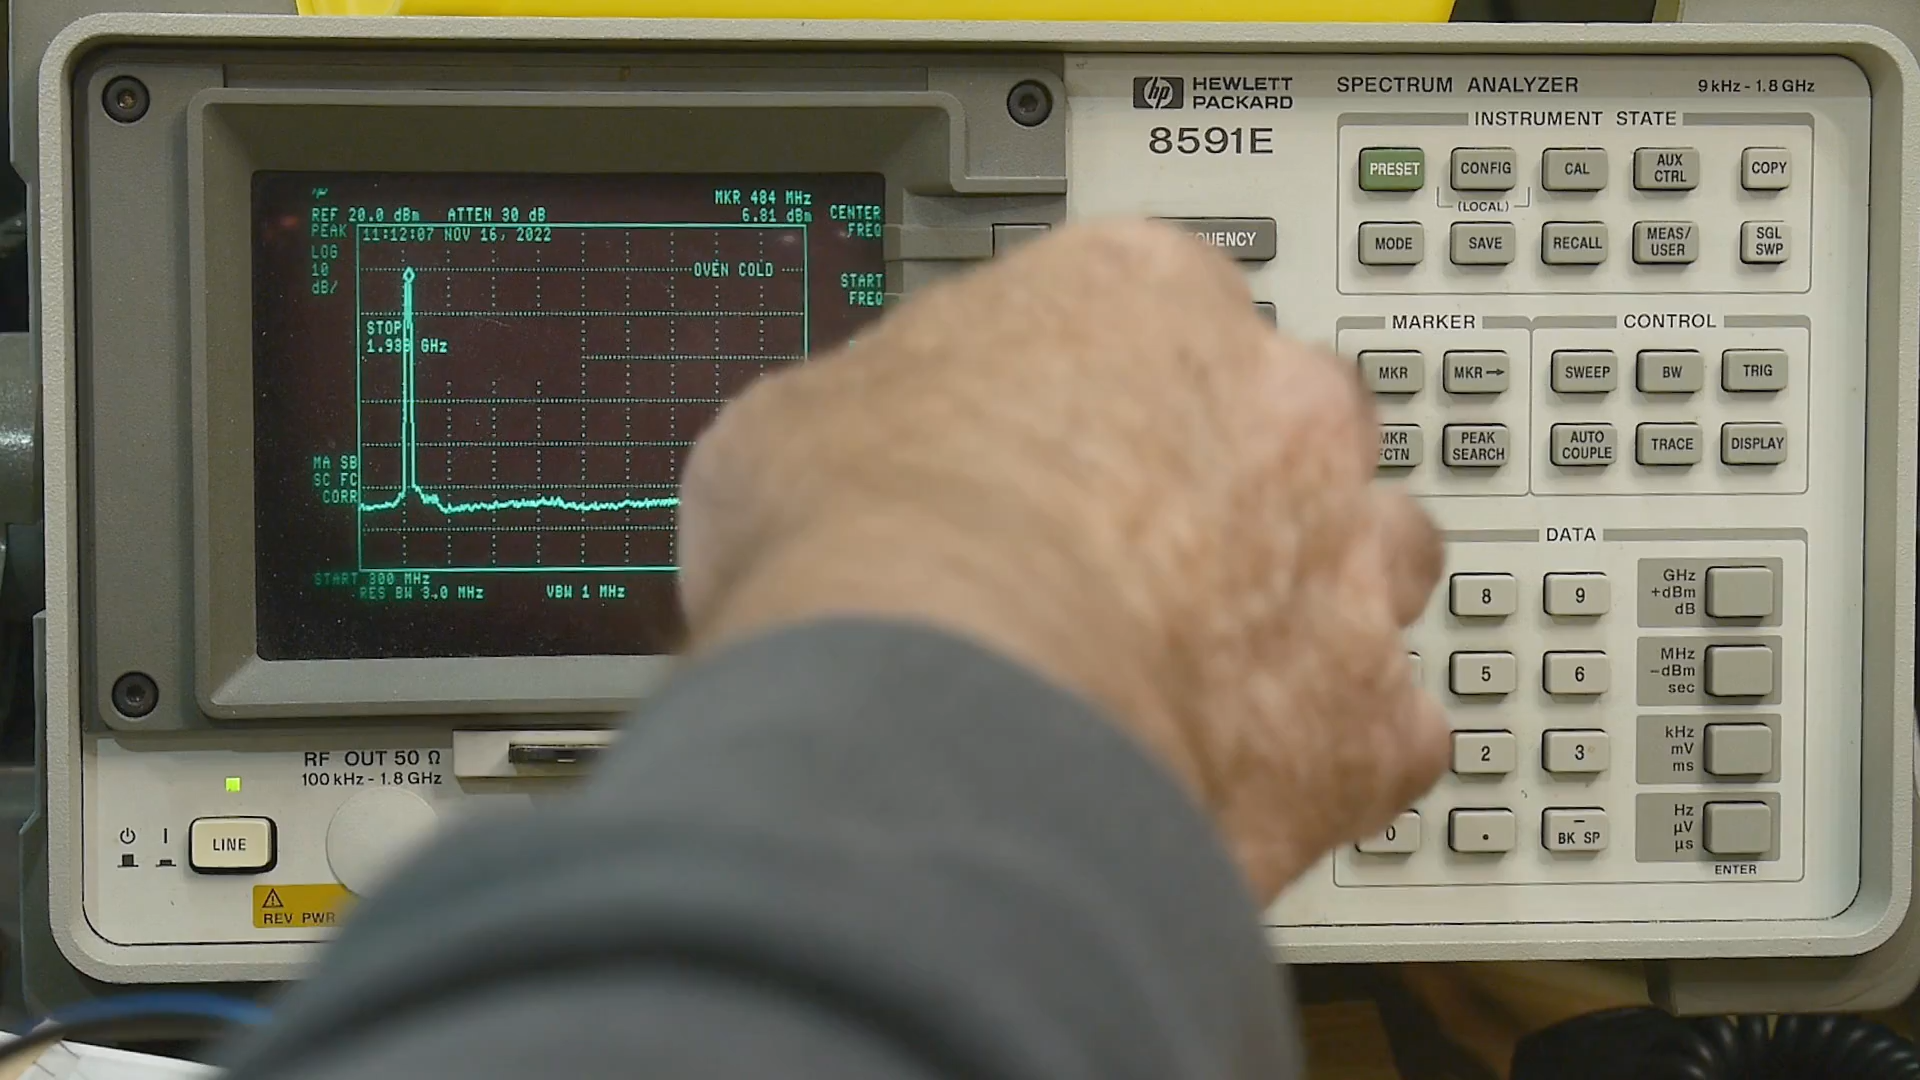 hp HEWLETT
PACKARD
8591E
SPECTRUM ANALYZER
9 kHz - 1.8 GHz
INSTRUMENT STATE
PRESET
CONFIG
CAL
AUX
CTRL
COPY
(LOCAL)
MODE
SAVE
RECALL
MEAS/
USER
SGL
SWP
MKR 484 MHz
REF 20.0 dBm ATTEN 30 dB
6.81 dBm
PEAK
LOG
10
dB/
11:12:07 NOV 16, 2022
OVEN COLD
STOP
GHz
MA SB
SC FC
CORR
START 300 MHz
RES BW 3.0 MHz
VBW 1 MHz
CENTER
FREQ
START
FREQ
MARKER
MKR
MKR→
PEAK
SEARCH
CONTROL
SWEEP
BW
TRIG
AUTO
COUPLE
TRACE
DISPLAY
DATA
8
9
GHz
+dBm
dB
5
6
MHz
-dBm
sec
2
3
kHz
mV
ms
0
.
–
BK SP
Hz
µV
µs
ENTER
RF OUT 50 Ω
100 kHz - 1.8 GHz
LINE
REV PWR